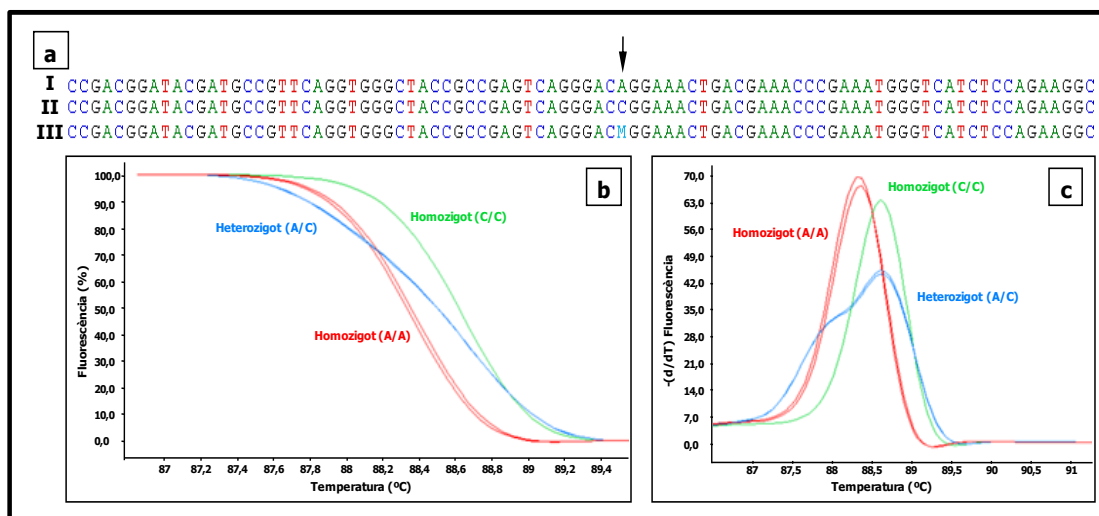 a
I CCGACGGATACGATGCCGTTCAGGTGGGCTACCGCCGAGTCAGGGACAGGAAACTGACGAAACCCGAAATGGGTCATCTCCAGAAGGC
II CCGACGGATACGATGCCGTTCAGGTGGGCTACCGCCGAGTCAGGGACCGGAAACTGACGAAACCCGAAATGGGTCATCTCCAGAAGGC
III CCGACGGATACGATGCCGTTCAGGTGGGCTACCGCCGAGTCAGGGACMGGAAACTGACGAAACCCGAAATGGGTCATCTCCAGAAGGC
b
Fluorescència (%)
100,0
90,0
80,0
70,0
60,0
50,0
40,0
30,0
20,0
10,0
0,0
Homozigot (C/C)
Heterozigot (A/C)
Homozigot (A/A)
87 87,2 87,4 87,6 87,8 88 88,2 88,4 88,6 88,8 89 89,2 89,4
Temperatura (ºC)
c
-(d/dT) Fluorescència
70,0
63,0
56,0
49,0
42,0
35,0
28,0
21,0
14,0
7,0
0,0
Homozigot (C/C)
Homozigot (A/A)
Heterozigot (A/C)
87 87,5 88 88,5 89 89,5 90 90,5 91
Temperatura (ºC)